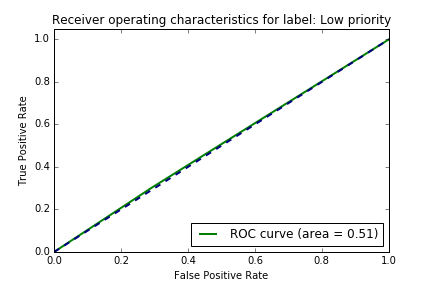 Receiver operating characteristics for label: Low priority
True Positive Rate
1.0
0.8
0.6
0.4
0.2
0.0
ROC curve (area = 0.51)
0.0 0.2 0.4 0.6 0.8 1.0
False Positive Rate